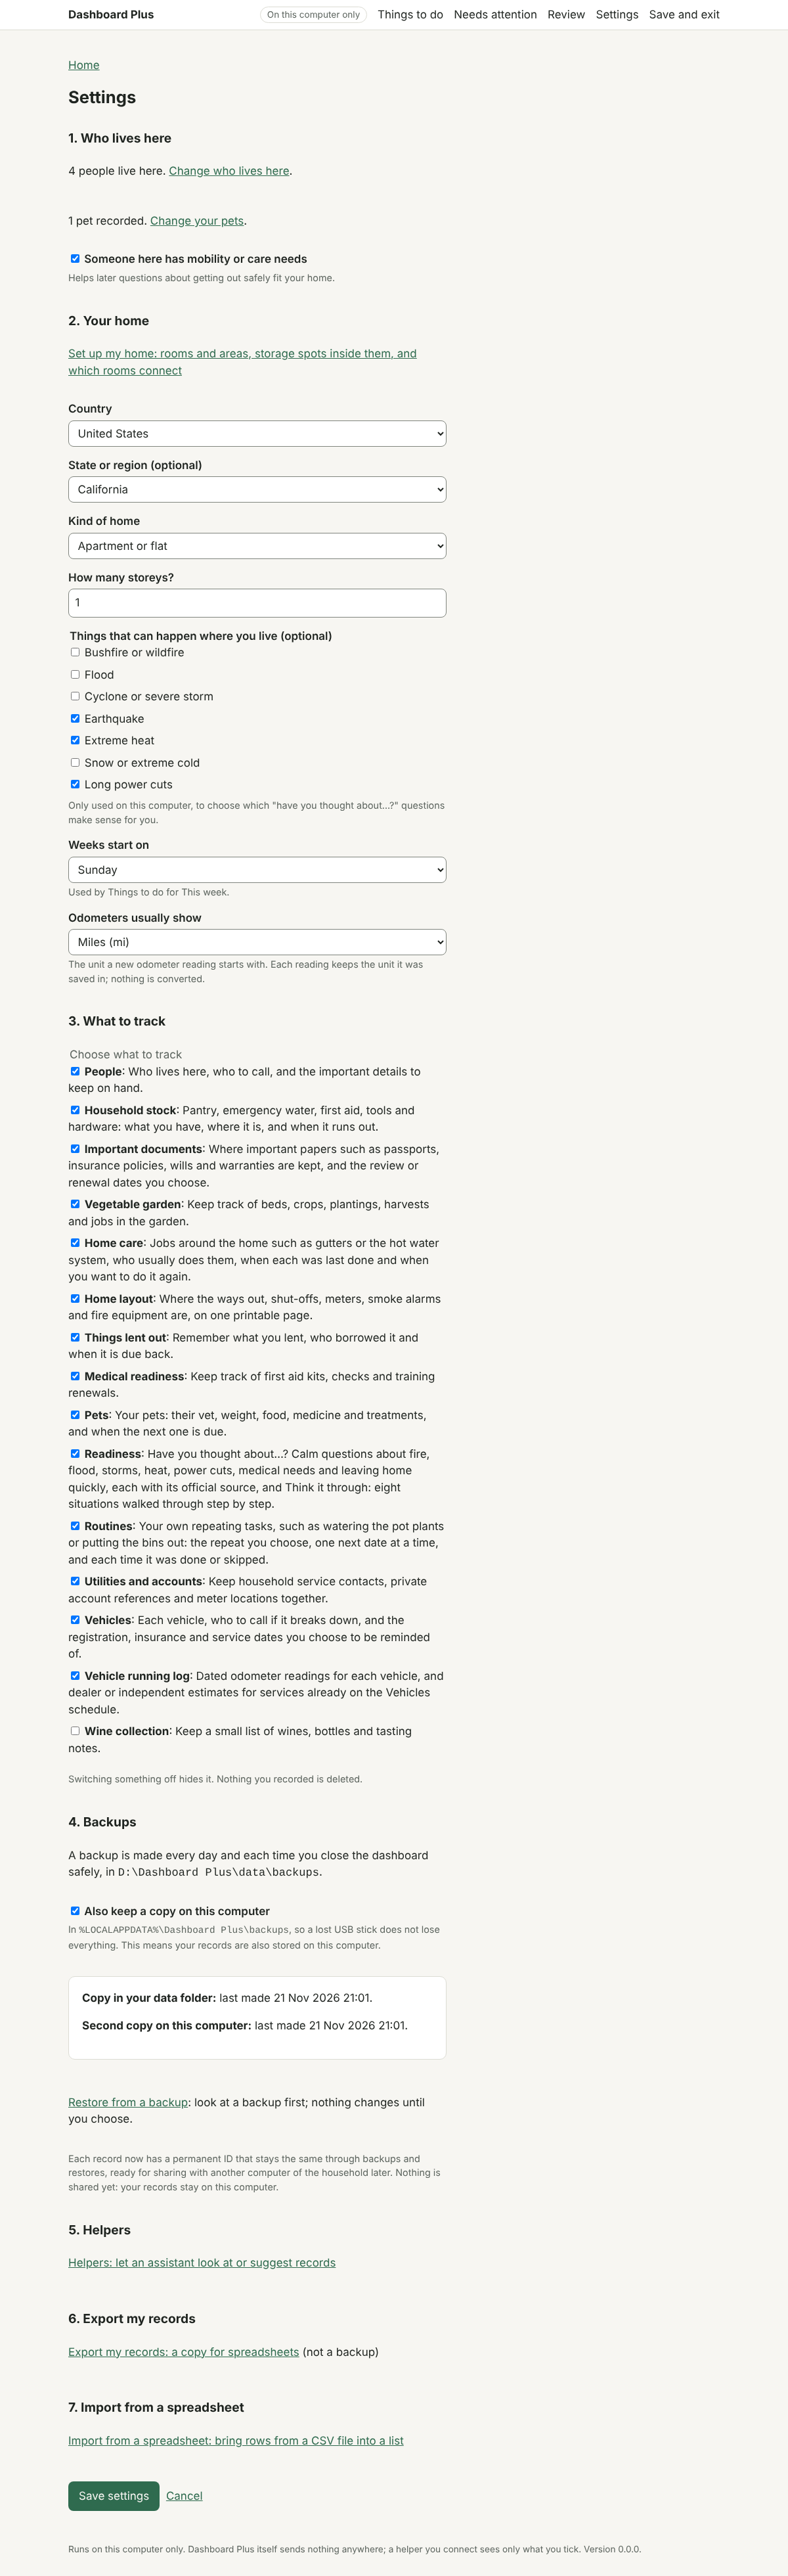 Dashboard Plus
On this computer only
Things to do
Needs attention
Review
Settings
Save and exit
Home
Settings
1. Who lives here
4 people live here. Change who lives here.
1 pet recorded. Change your pets.
Someone here has mobility or care needs
Helps later questions about getting out safely fit your home.
2. Your home
Set up my home: rooms and areas, storage spots inside them, and
which rooms connect
Country
United States
State or region (optional)
California
Kind of home
Apartment or flat
How many storeys?
1
Things that can happen where you live (optional)
Bushfire or wildfire
Flood
Cyclone or severe storm
Earthquake
Extreme heat
Snow or extreme cold
Long power cuts
Only used on this computer, to choose which "have you thought about...?" questions
make sense for you.
Weeks start on
Sunday
Used by Things to do for This week.
Odometers usually show
Miles (mi)
The unit a new odometer reading starts with. Each reading keeps the unit it was
saved in; nothing is converted.
3. What to track
Choose what to track
People: Who lives here, who to call, and the important details to
keep on hand.
Household stock: Pantry, emergency water, first aid, tools and
hardware: what you have, where it is, and when it runs out.
Important documents: Where important papers such as passports,
insurance policies, wills and warranties are kept, and the review or
renewal dates you choose.
Vegetable garden: Keep track of beds, crops, plantings, harvests
and jobs in the garden.
Home care: Jobs around the home such as gutters or the hot water
system, who usually does them, when each was last done and when
you want to do it again.
Home layout: Where the ways out, shut-offs, meters, smoke alarms
and fire equipment are, on one printable page.
Things lent out: Remember what you lent, who borrowed it and
when it is due back.
Medical readiness: Keep track of first aid kits, checks and training
renewals.
Pets: Your pets: their vet, weight, food, medicine and treatments,
and when the next one is due.
Readiness: Have you thought about...? Calm questions about fire,
flood, storms, heat, power cuts, medical needs and leaving home
quickly, each with its official source, and Think it through: eight
situations walked through step by step.
Routines: Your own repeating tasks, such as watering the pot plants
or putting the bins out: the repeat you choose, one next date at a time,
and each time it was done or skipped.
Utilities and accounts: Keep household service contacts, private
account references and meter locations together.
Vehicles: Each vehicle, who to call if it breaks down, and the
registration, insurance and service dates you choose to be reminded
of.
Vehicle running log: Dated odometer readings for each vehicle, and
dealer or independent estimates for services already on the Vehicles
schedule.
Wine collection: Keep a small list of wines, bottles and tasting
notes.
Switching something off hides it. Nothing you recorded is deleted.
4. Backups
A backup is made every day and each time you close the dashboard
safely, in D:\Dashboard Plus\data\backups.
Also keep a copy on this computer
In %LOCALAPPDATA%\Dashboard Plus\backups, so a lost USB stick does not lose
everything. This means your records are also stored on this computer.
Copy in your data folder: last made 21 Nov 2026 21:01.
Second copy on this computer: last made 21 Nov 2026 21:01.
Restore from a backup: look at a backup first; nothing changes until
you choose.
Each record now has a permanent ID that stays the same through backups and
restores, ready for sharing with another computer of the household later. Nothing is
shared yet: your records stay on this computer.
5. Helpers
Helpers: let an assistant look at or suggest records
6. Export my records
Export my records: a copy for spreadsheets (not a backup)
7. Import from a spreadsheet
Import from a spreadsheet: bring rows from a CSV file into a list
Save settings
Cancel
Runs on this computer only. Dashboard Plus itself sends nothing anywhere; a helper you connect sees only what you tick. Version 0.0.0.